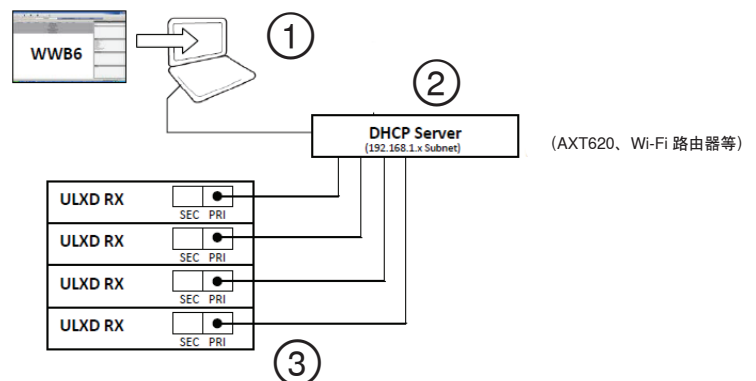 WWB6
①
②
DHCP Server
(192.168.1.x Subnet)
(AXT620、Wi-Fi 路由器等)
ULXD RX
SEC PRI
ULXD RX
SEC PRI
ULXD RX
SEC PRI
ULXD RX
SEC PRI
③